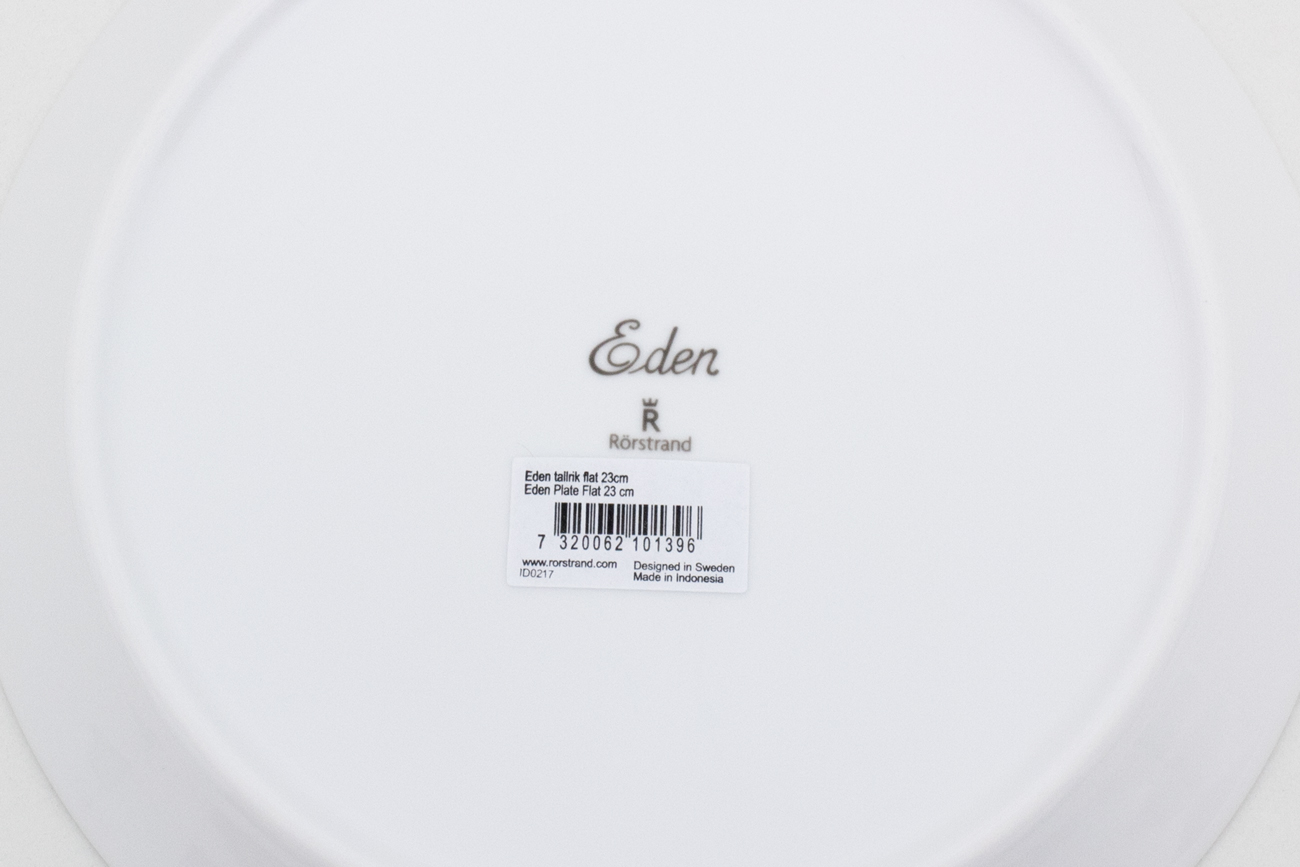 Eden
R
Rörstrand
Eden tallrik flat 23cm
Eden Plate Flat 23 cm
7 320062 101396
www.rorstrand.com
ID0217
Designed in Sweden
Made in Indonesia